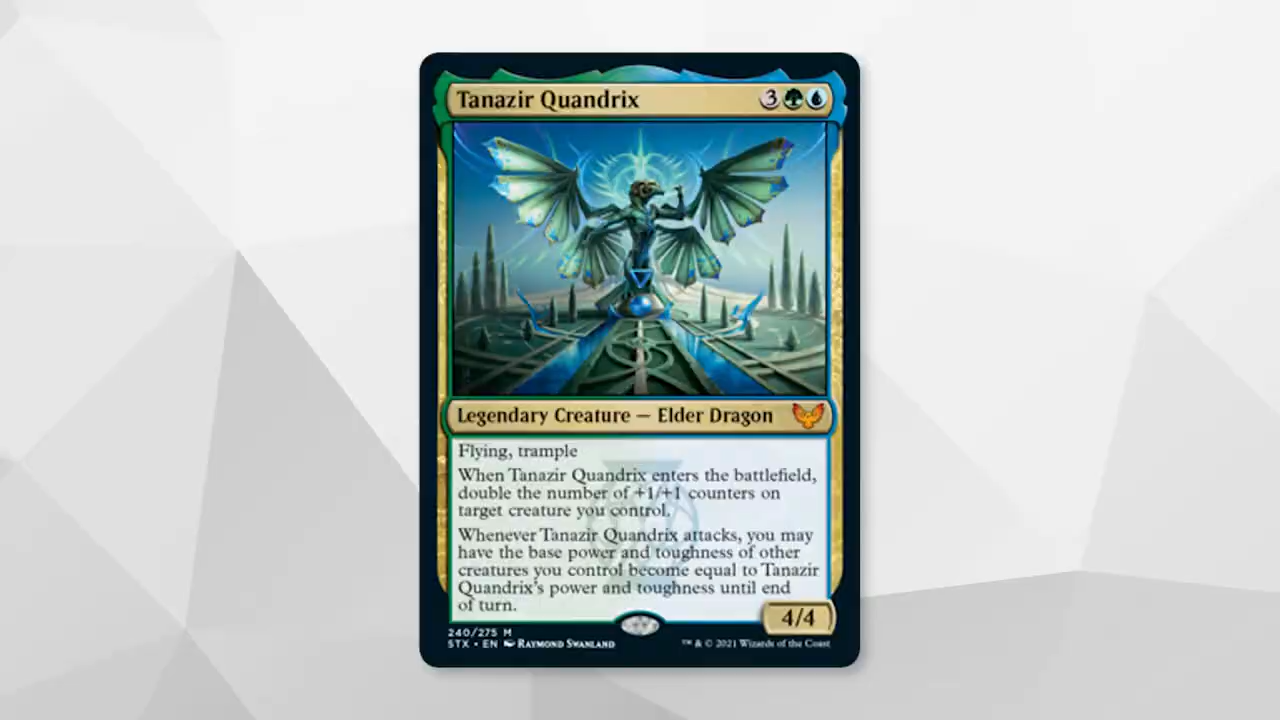 Tanazir Quandrix 3
Legendary Creature — Elder Dragon
Flying, trample
When Tanazir Quandrix enters the battlefield,
double the number of +1/+1 counters on
target creature you control.
Whenever Tanazir Quandrix attacks, you may
have the base power and toughness of other
creatures you control become equal to Tanazir
Quandrix's power and toughness until end
of turn.
4/4
240/275 M
STX • EN Raymond Swanland
™ & © 2021 Wizards of the Coast